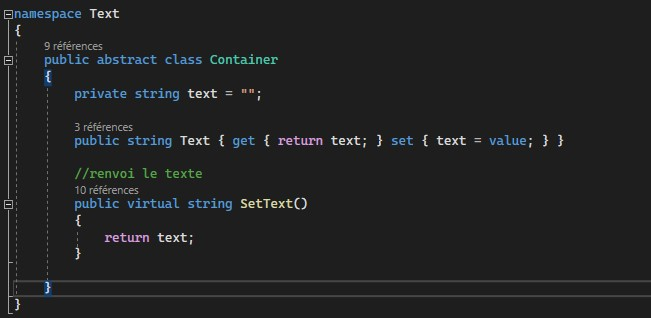 namespace Text
{
9 références
public abstract class Container
{
private string text = "";
3 références
public string Text { get { return text; } set { text = value; } }
//renvoi le texte
10 références
public virtual string SetText()
{
return text;
}
}
}